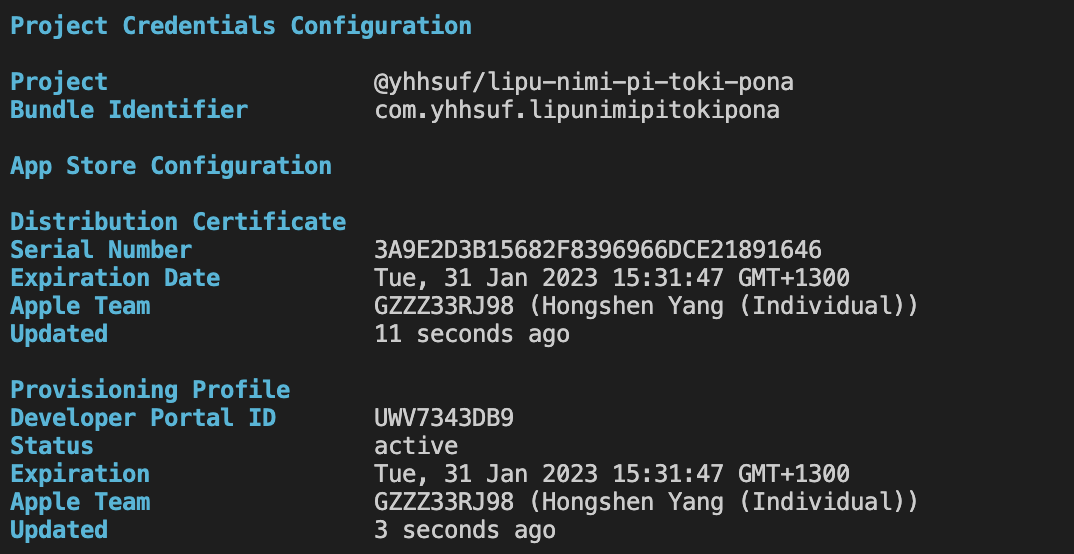 Project Credentials Configuration
Project @yhhsuf/lipu-nimi-pi-toki-pona
Bundle Identifier com.yhhsuf.lipunimipitokipona
App Store Configuration
Distribution Certificate
Serial Number 3A9E2D3B15682F8396966DCE21891646
Expiration Date Tue, 31 Jan 2023 15:31:47 GMT+1300
Apple Team GZZZ33RJ98 (Hongshen Yang (Individual))
Updated 11 seconds ago
Provisioning Profile
Developer Portal ID UWV7343DB9
Status active
Expiration Tue, 31 Jan 2023 15:31:47 GMT+1300
Apple Team GZZZ33RJ98 (Hongshen Yang (Individual))
Updated 3 seconds ago